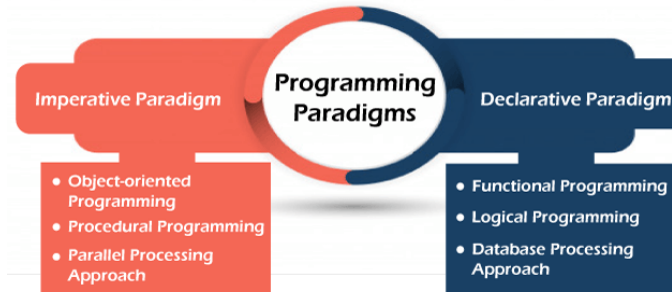 Programming
Paradigms
Imperative Paradigm
• Object-oriented
Programming
• Procedural Programming
• Parallel Processing
Approach
Declarative Paradigm
• Functional Programming
• Logical Programming
• Database Processing
Approach